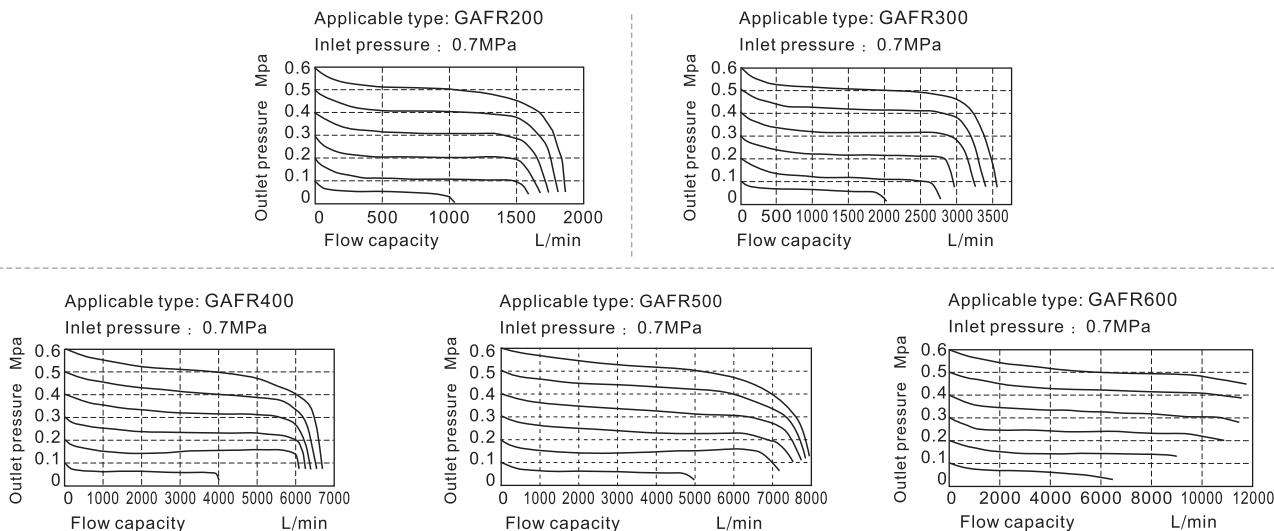 Applicable type: GAFR200
Inlet pressure : 0.7MPa
Outlet pressure Mpa
0.6
0.5
0.4
0.3
0.2
0.1
0
0 500 1000 1500 2000
Flow capacity L/min
Applicable type: GAFR300
Inlet pressure : 0.7MPa
Outlet pressure Mpa
0.6
0.5
0.4
0.3
0.2
0.1
0
0 500 1000 1500 2000 2500 3000 3500
Flow capacity L/min
Applicable type: GAFR400
Inlet pressure : 0.7MPa
Outlet pressure Mpa
0.6
0.5
0.4
0.3
0.2
0.1
0
0 1000 2000 3000 4000 5000 6000 7000
Flow capacity L/min
Applicable type: GAFR500
Inlet pressure : 0.7MPa
Outlet pressure Mpa
0.6
0.5
0.4
0.3
0.2
0.1
0
0 1000 2000 3000 4000 5000 6000 7000 8000
Flow capacity L/min
Applicable type: GAFR600
Inlet pressure : 0.7MPa
Outlet pressure Mpa
0.6
0.5
0.4
0.3
0.2
0.1
0
0 2000 4000 6000 8000 10000 12000
Flow capacity L/min